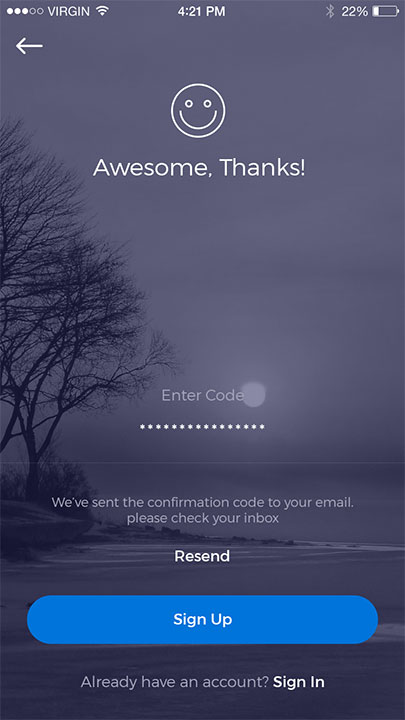 VIRGIN 4:21 PM 22%
Awesome, Thanks!
Enter Code
****************
We've sent the confirmation code to your email.
please check your inbox
Resend
Sign Up
Already have an account? Sign In